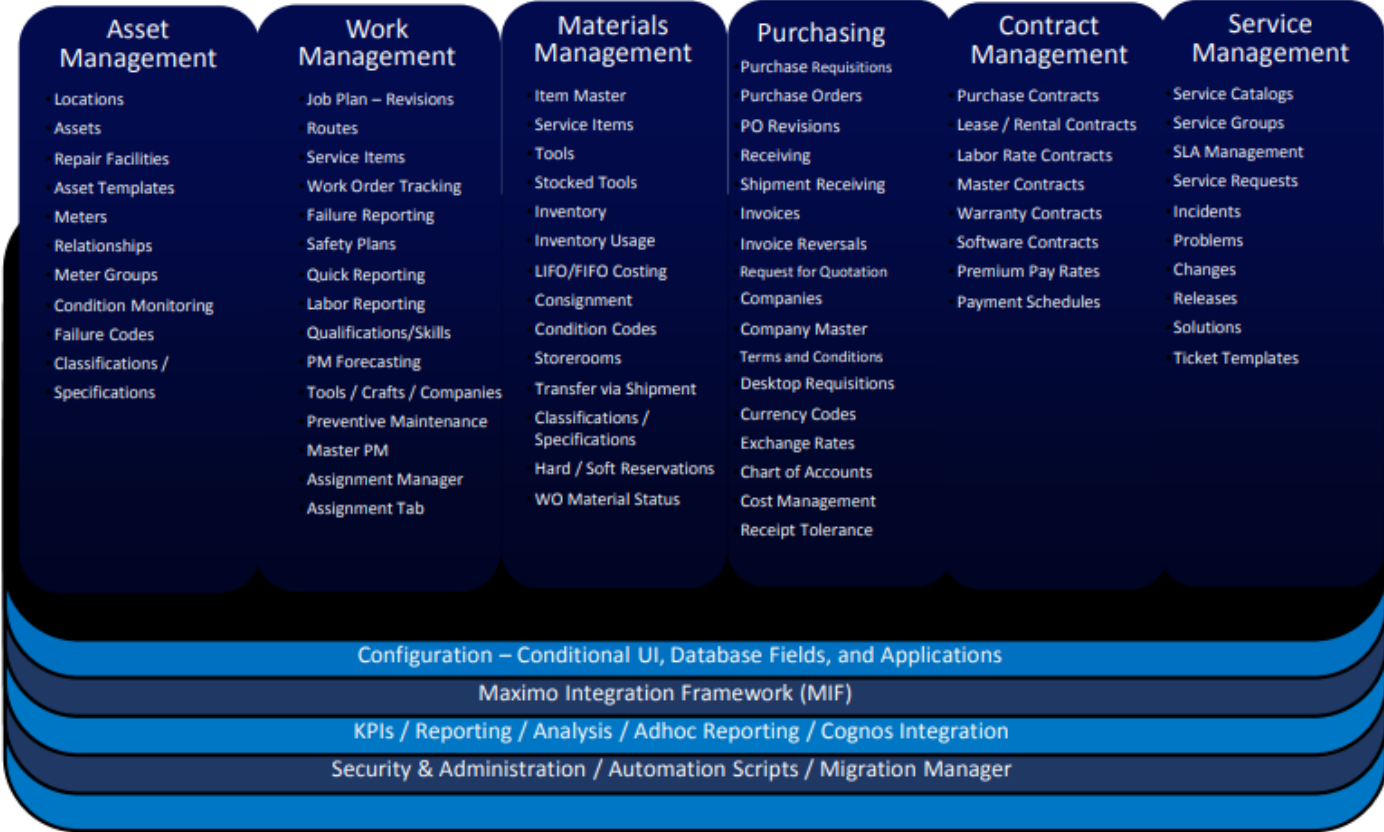 Asset
Management
Locations
Assets
Repair Facilities
Asset Templates
Meters
Relationships
Meter Groups
Condition Monitoring
Failure Codes
Classifications /
Specifications
Work
Management
Job Plan – Revisions
Routes
Service Items
Work Order Tracking
Failure Reporting
Safety Plans
Quick Reporting
Labor Reporting
Qualifications/Skills
PM Forecasting
Tools / Crafts / Companies
Preventive Maintenance
Master PM
Assignment Manager
Assignment Tab
Materials
Management
Item Master
Service Items
Tools
Stocked Tools
Inventory
Inventory Usage
LIFO/FIFO Costing
Consignment
Condition Codes
Storerooms
Transfer via Shipment
Classifications /
Specifications
Hard / Soft Reservations
WO Material Status
Purchasing
Purchase Requisitions
Purchase Orders
PO Revisions
Receiving
Shipment Receiving
Invoices
Invoice Reversals
Request for Quotation
Companies
Company Master
Terms and Conditions
Desktop Requisitions
Currency Codes
Exchange Rates
Chart of Accounts
Cost Management
Receipt Tolerance
Contract
Management
Purchase Contracts
Lease / Rental Contracts
Labor Rate Contracts
Master Contracts
Warranty Contracts
Software Contracts
Premium Pay Rates
Payment Schedules
Service
Management
Service Catalogs
Service Groups
SLA Management
Service Requests
Incidents
Problems
Changes
Releases
Solutions
Ticket Templates
Configuration – Conditional UI, Database Fields, and Applications
Maximo Integration Framework (MIF)
KPIs / Reporting / Analysis / Adhoc Reporting / Cognos Integration
Security & Administration / Automation Scripts / Migration Manager